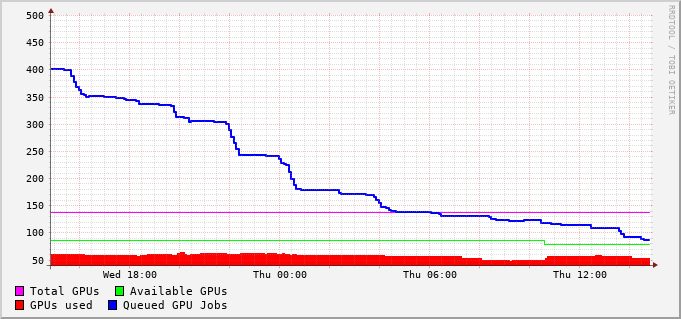 500
450
400
350
300
250
200
150
100
50
Wed 18:00 Thu 00:00 Thu 06:00 Thu 12:00
Total GPUs Available GPUs
GPUs used Queued GPU Jobs
RRDTOOL / TOBI OETIKER